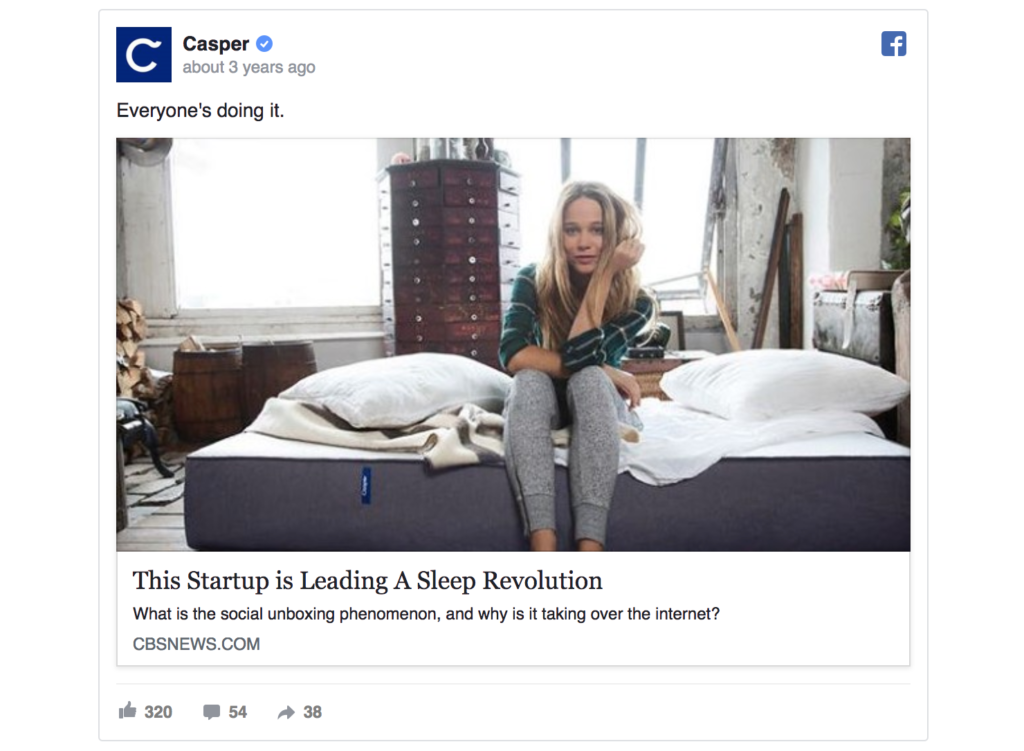 Casper
about 3 years ago
Everyone's doing it.
Casper
This Startup is Leading A Sleep Revolution
What is the social unboxing phenomenon, and why is it taking over the internet?
CBSNEWS.COM
320 54 38